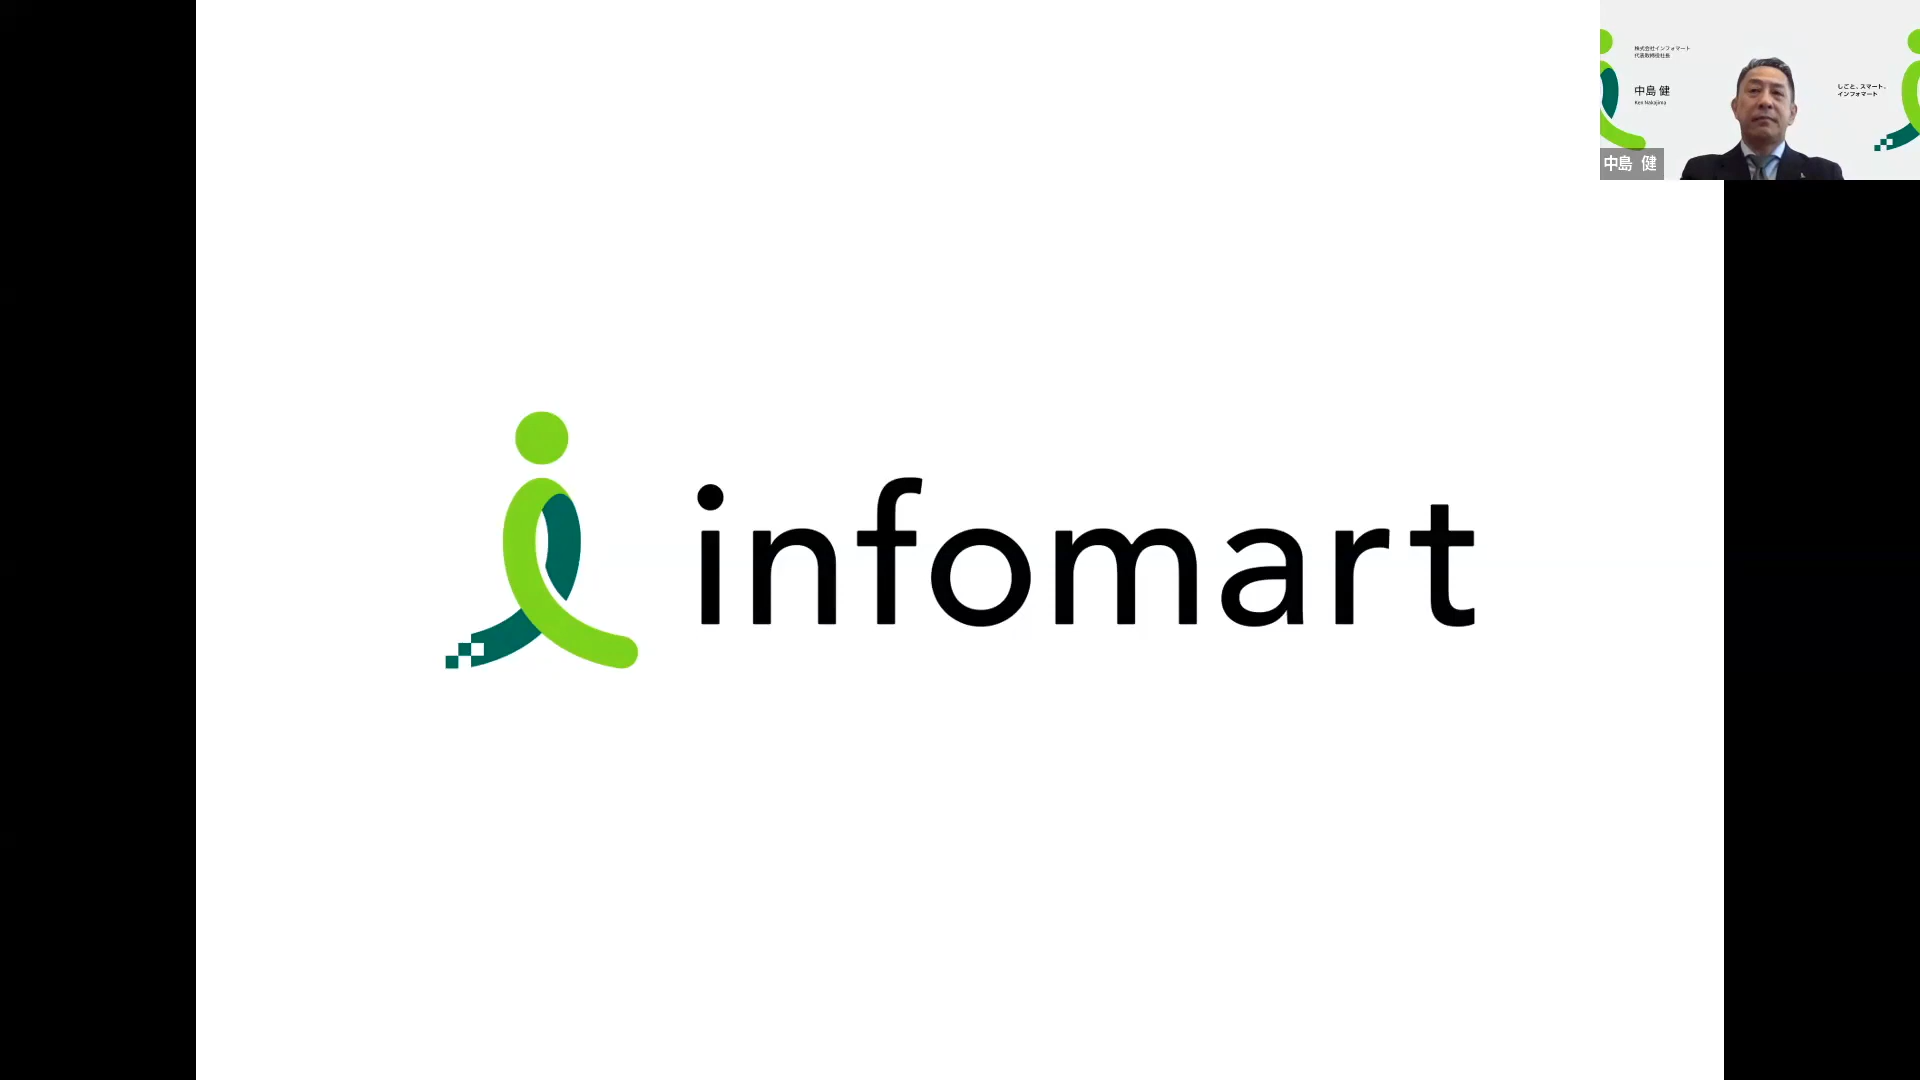 infomart
株式会社インフォマート
代表取締役社長
中島 健
Ken Nakajima
しごと、スマート。
インフォマート
中島 健